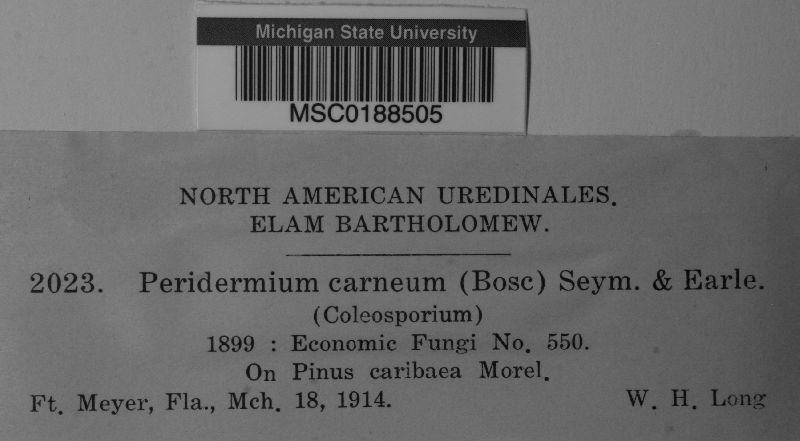 Michigan State University
MSC0188505
NORTH AMERICAN UREDINALES.
ELAM BARTHOLOMEW.
2023. Peridermium carneum (Bosc) Seym. & Earle.
(Coleosporium)
1899 : Economic Fungi No. 550.
On Pinus caribaea Morel.
Ft. Meyer, Fla., Mch. 18, 1914. W. H. Long